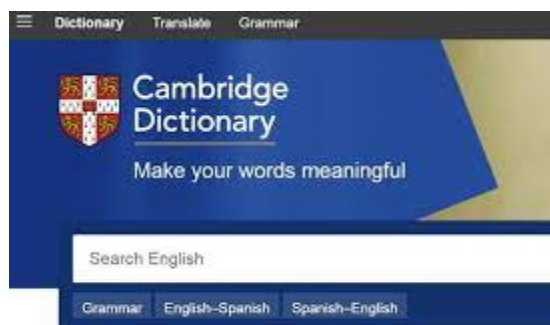 Dictionary Translate Grammar
Cambridge
Dictionary
Make your words meaningful
Search English
Grammar English–Spanish Spanish–English